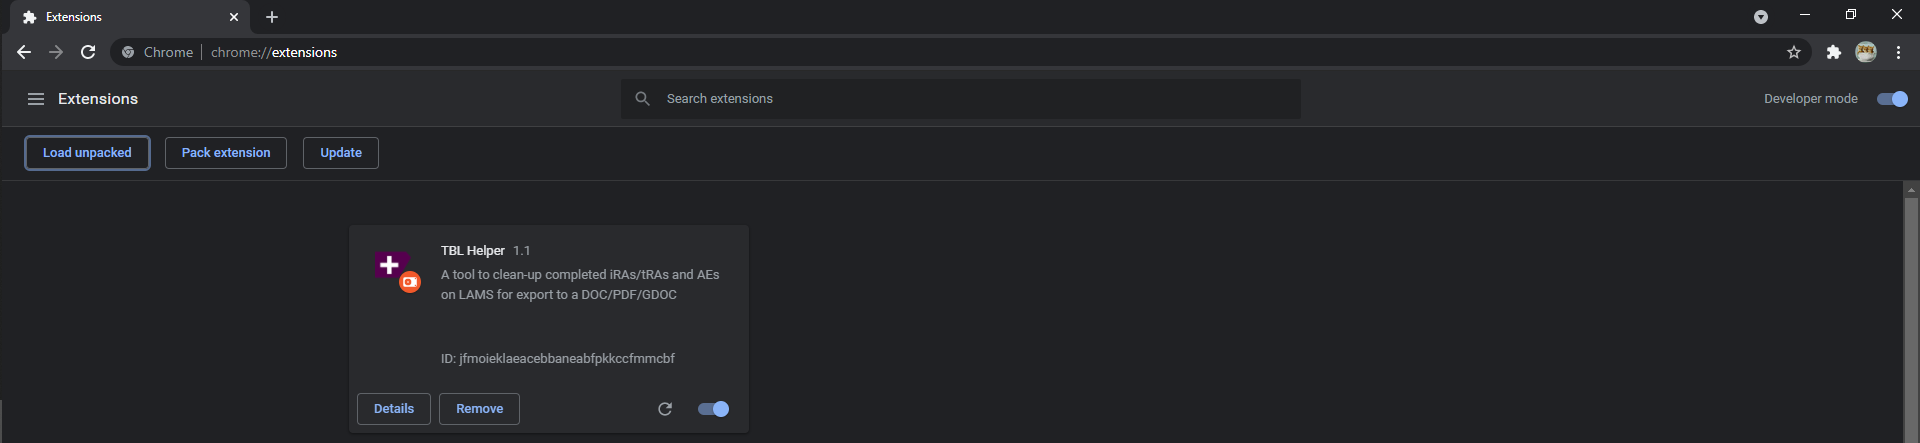 Extensions
Chrome | chrome://extensions
Extensions
Search extensions
Developer mode
Load unpacked
Pack extension
Update
TBL Helper 1.1
A tool to clean-up completed iRAs/tRAs and AEs
on LAMS for export to a DOC/PDF/GDOC
ID: jfmoieklaeacebbaneabfpkkccfmmcbf
Details
Remove